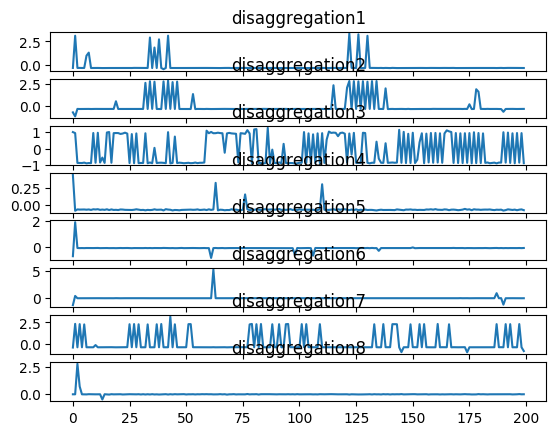 disaggregation1
2.5
0.0
disaggregation2
2.5
0.0
disaggregation3
1
0
−1
disaggregation4
0.25
0.00
disaggregation5
2
0
disaggregation6
5
0
disaggregation7
2.5
0.0
disaggregation8
2.5
0.0
0 25 50 75 100 125 150 175 200